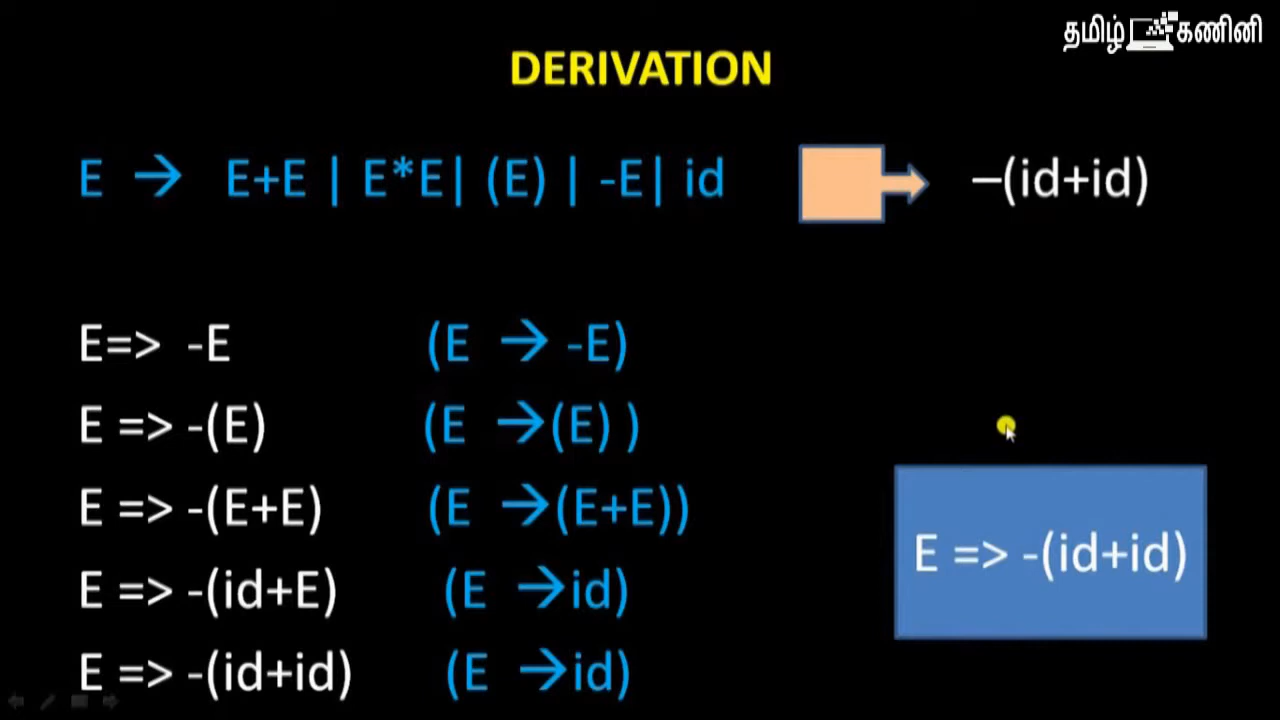 தமிழ் கணினி
DERIVATION
E → E+E | E*E| (E) | -E| id
–(id+id)
E=> -E (E → -E)
E => -(E) (E →(E) )
E => -(E+E) (E →(E+E))
E => -(id+E) (E →id)
E => -(id+id) (E →id)
E => -(id+id)